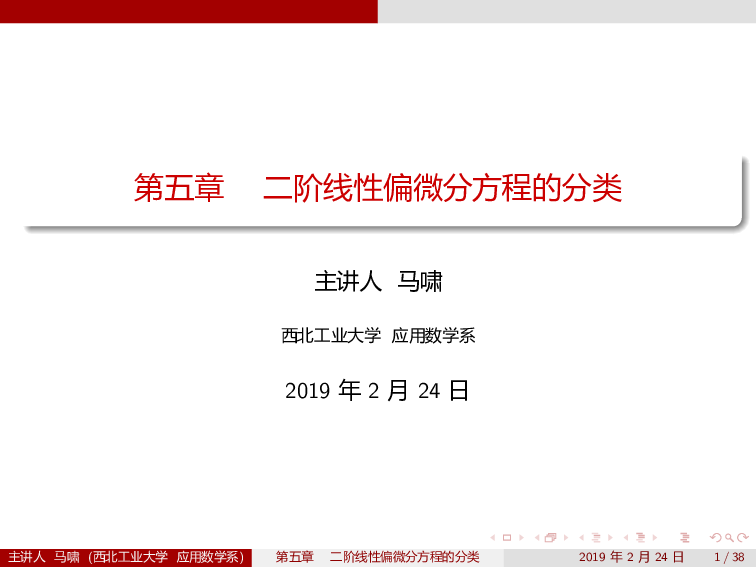 第五章 二阶线性偏微分方程的分类
主讲人 马啸
西北工业大学 应用数学系
2019 年 2 月 24 日
主讲人 马啸 (西北工业大学 应用数学系) 第五章 二阶线性偏微分方程的分类 2019 年 2 月 24 日 1 / 38